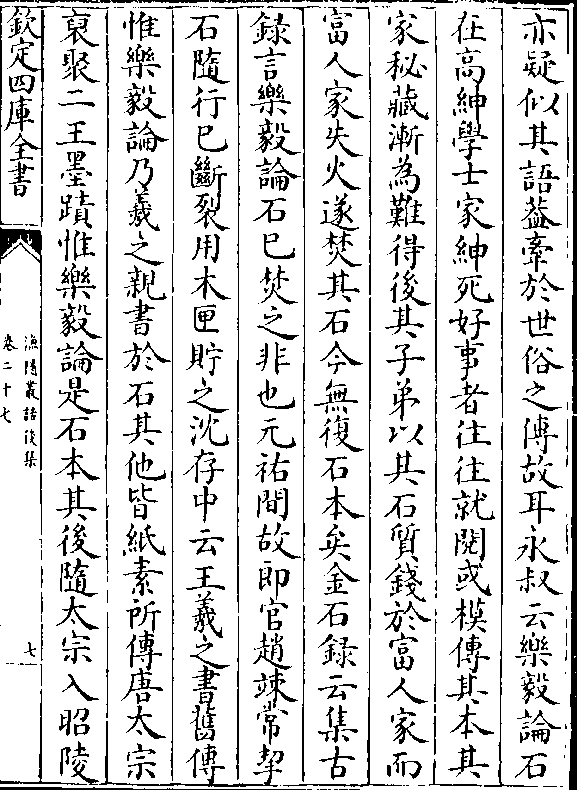 亦疑似其語葢牽於世俗之傳故耳永叔云樂毅論石
在高紳學士家紳死好事者往往就閱或模傳其本其
家秘藏漸為難得後其子弟以其石質錢於富人家而
富人家失火遂焚其石今無復石本矣金石録云集古
録言樂毅論石已焚之非也元祐間故郎官趙竦常挈
石隨行已斷裂用木匣貯之沈存中云王羲之書舊傳
惟樂毅論乃羲之親書於石其他皆紙素所傳唐太宗
裒聚二王墨蹟惟樂毅論是石本其後隨太宗入昭陵
欽定四庫全書
漁隱叢話後集
卷二十七
七